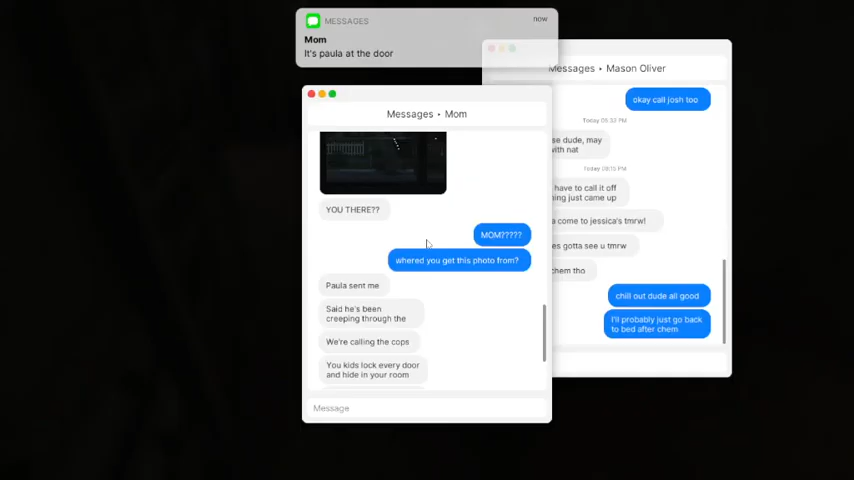 MESSAGES
now
Mom
It's paula at the door
Messages • Mom
YOU THERE??
MOM?????
whered you get this photo from?
Paula sent me
Said he's been
creeping through the
We're calling the cops
You kids lock every door
and hide in your room
Message
Messages • Mason Oliver
okay call josh too
Today 05:32 PM
se dude, may
with nat
Today 08:15 PM
have to call it off
hing just came up
a come to jessica's tmrw!
es gotta see u tmrw
chem tho
chill out dude all good
I'll probably just go back
to bed after chem